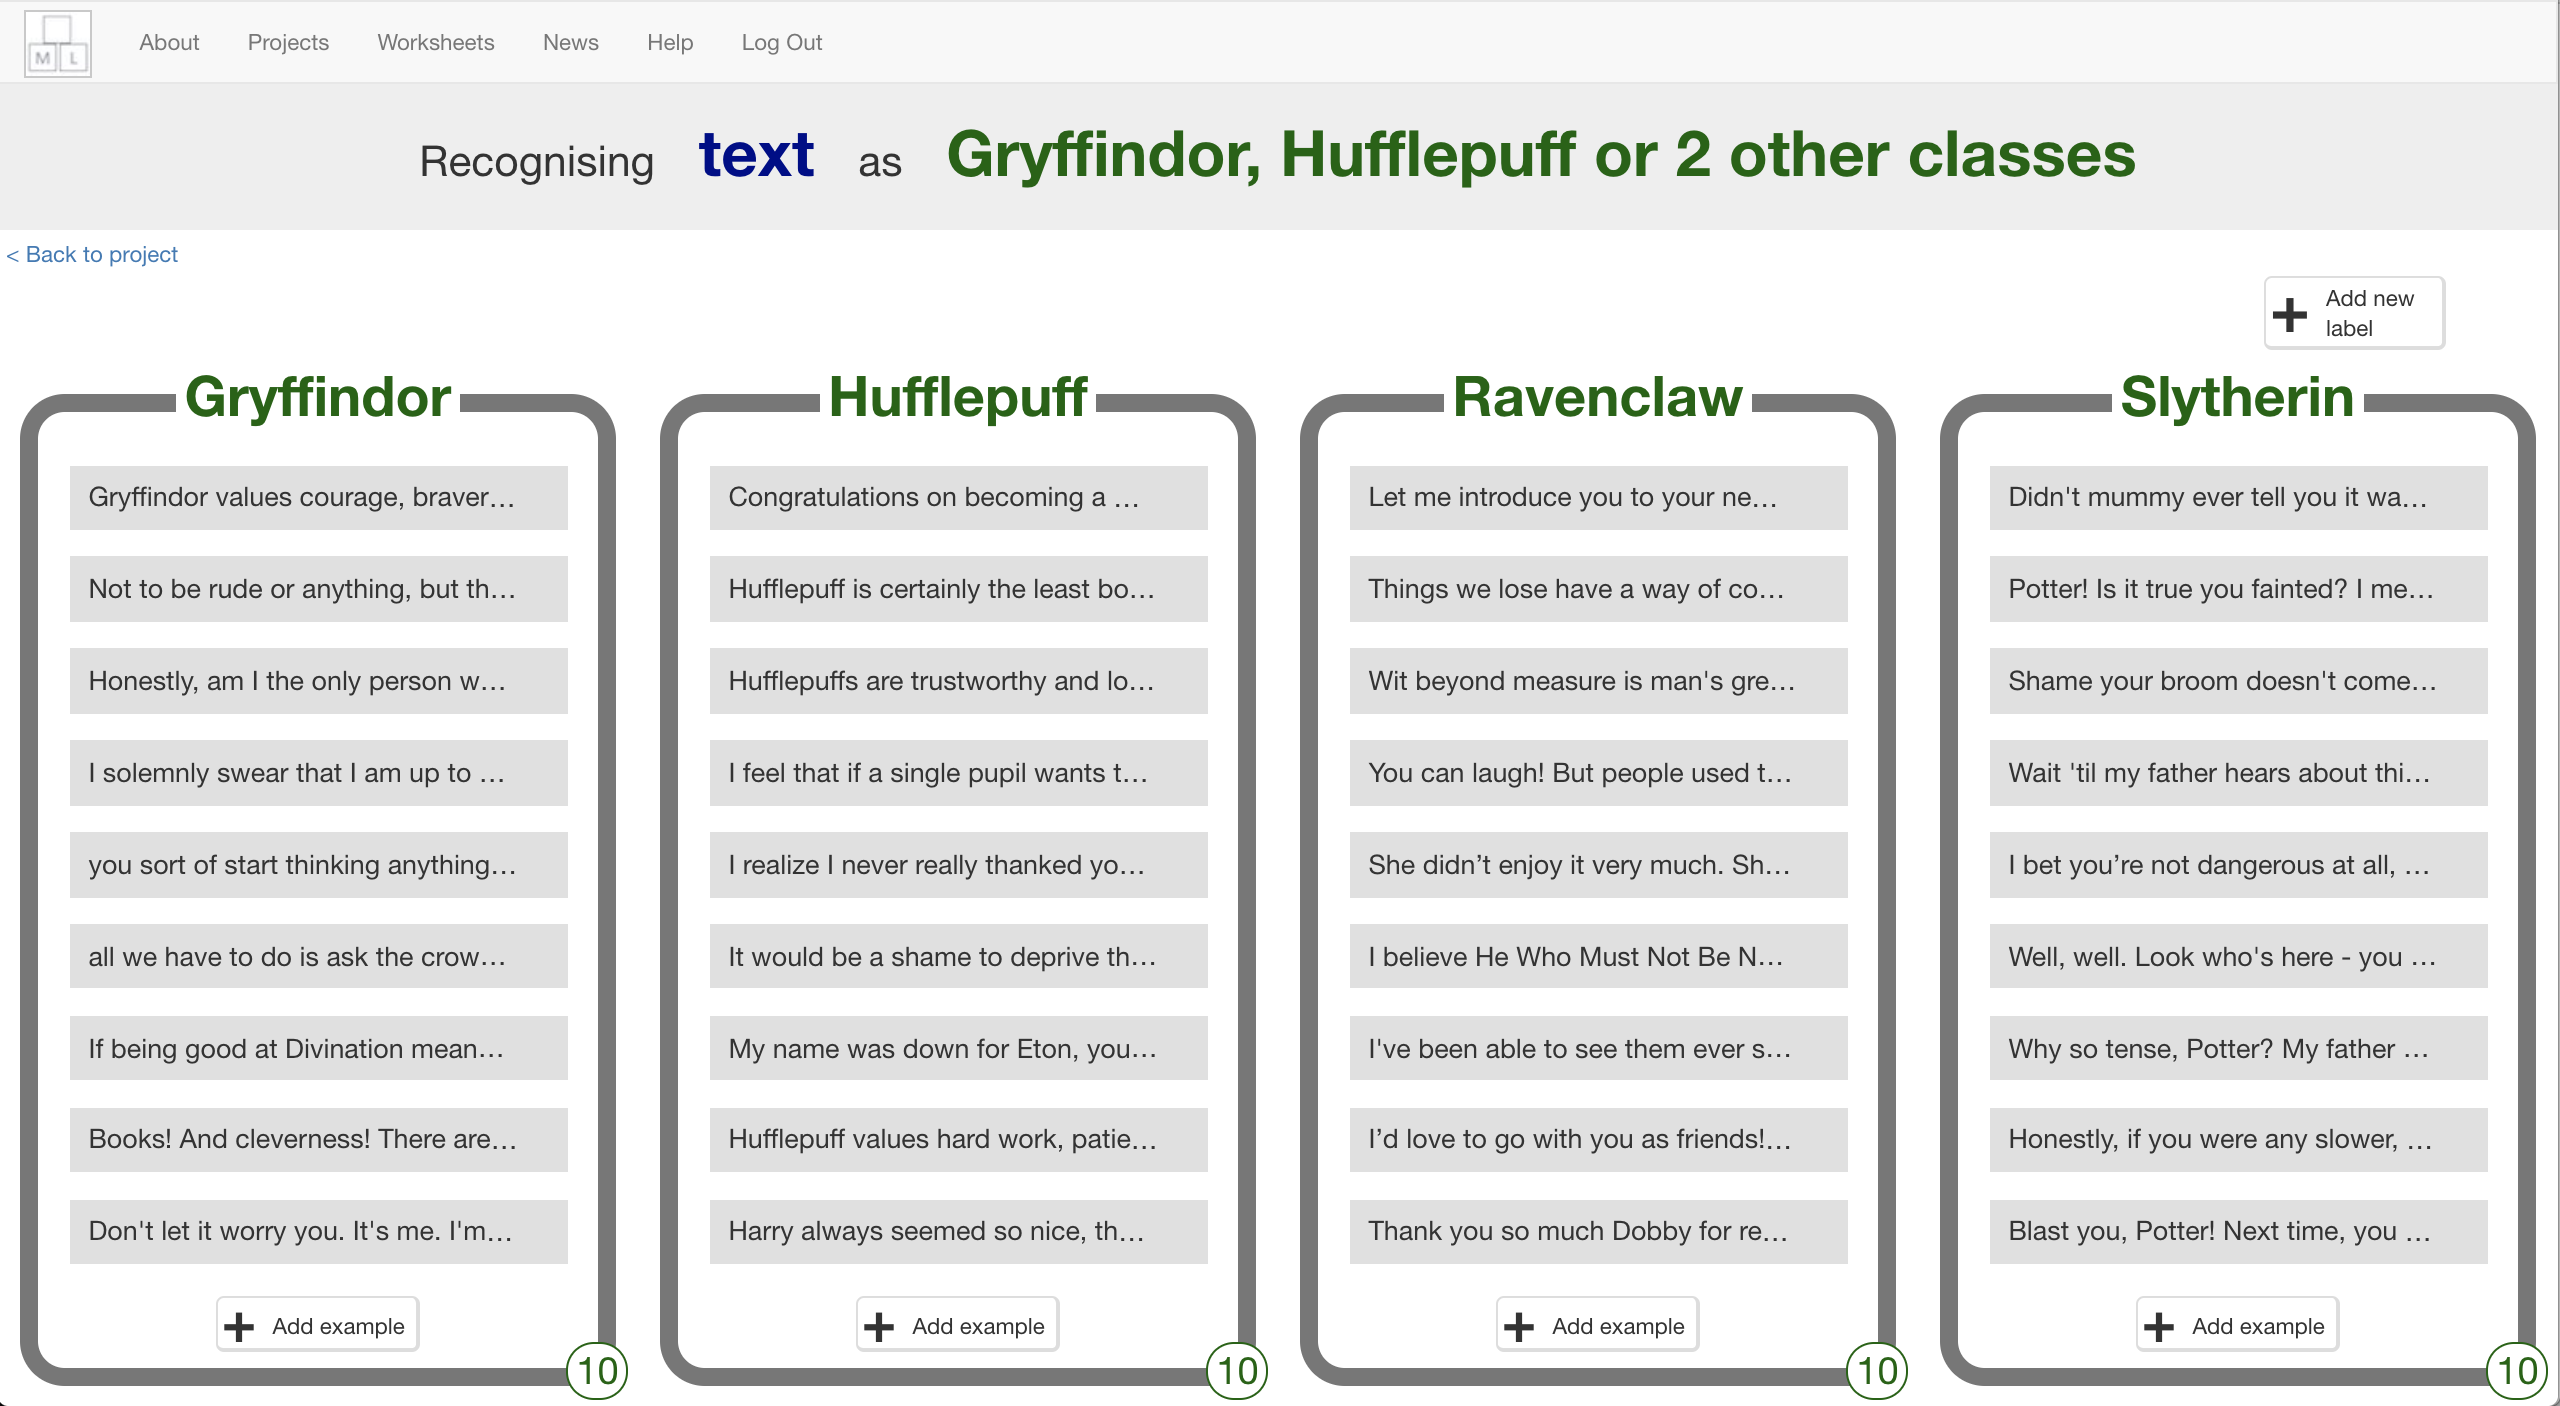 M L
About Projects Worksheets News Help Log Out
Recognising text as Gryffindor, Hufflepuff or 2 other classes
< Back to project
Add new
label
Gryffindor
Gryffindor values courage, braver...
Not to be rude or anything, but th...
Honestly, am I the only person w...
I solemnly swear that I am up to ...
you sort of start thinking anything...
all we have to do is ask the crow...
If being good at Divination mean...
Books! And cleverness! There are...
Don't let it worry you. It's me. I'm...
Add example
10
Hufflepuff
Congratulations on becoming a ...
Hufflepuff is certainly the least bo...
Hufflepuffs are trustworthy and lo...
I feel that if a single pupil wants t...
I realize I never really thanked yo...
It would be a shame to deprive th...
My name was down for Eton, you...
Hufflepuff values hard work, patie...
Harry always seemed so nice, th...
Add example
10
Ravenclaw
Let me introduce you to your ne...
Things we lose have a way of co...
Wit beyond measure is man's gre...
You can laugh! But people used t...
She didn’t enjoy it very much. Sh...
I believe He Who Must Not Be N...
I've been able to see them ever s...
I’d love to go with you as friends!...
Thank you so much Dobby for re...
Add example
10
Slytherin
Didn't mummy ever tell you it wa...
Potter! Is it true you fainted? I me...
Shame your broom doesn't come...
Wait 'til my father hears about thi...
I bet you’re not dangerous at all, ...
Well, well. Look who's here - you ...
Why so tense, Potter? My father ...
Honestly, if you were any slower, ...
Blast you, Potter! Next time, you ...
Add example
10